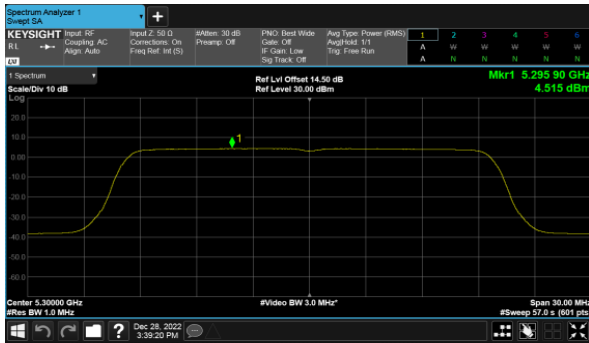 Spectrum Analyzer 1
Swept SA
+
KEYSIGHT
RL
Input: RF
Coupling: AC
Align: Auto
Input Z: 50 Ω
Corrections: On
Freq Ref: Int (S)
#Atten: 30 dB
Preamp: Off
PNO: Best Wide
Gate: Off
IF Gain: Low
Sig Track: Off
Avg Type: Power (RMS)
Avg|Hold: 1/1
Trig: Free Run
1 2 3 4 5 6
A W W W W W
A N N N N N
LXI
1 Spectrum
Scale/Div 10 dB
Ref Lvl Offset 14.50 dB
Ref Level 30.00 dBm
Mkr1 5.295 90 GHz
4.515 dBm
Log
20.0
10.0
1
0.00
-10.0
-20.0
-30.0
-40.0
-50.0
-60.0
Center 5.30000 GHz
#Res BW 1.0 MHz
#Video BW 3.0 MHz*
Span 30.00 MHz
#Sweep 57.0 s (601 pts)
?
Dec 28, 2022
3:39:20 PM